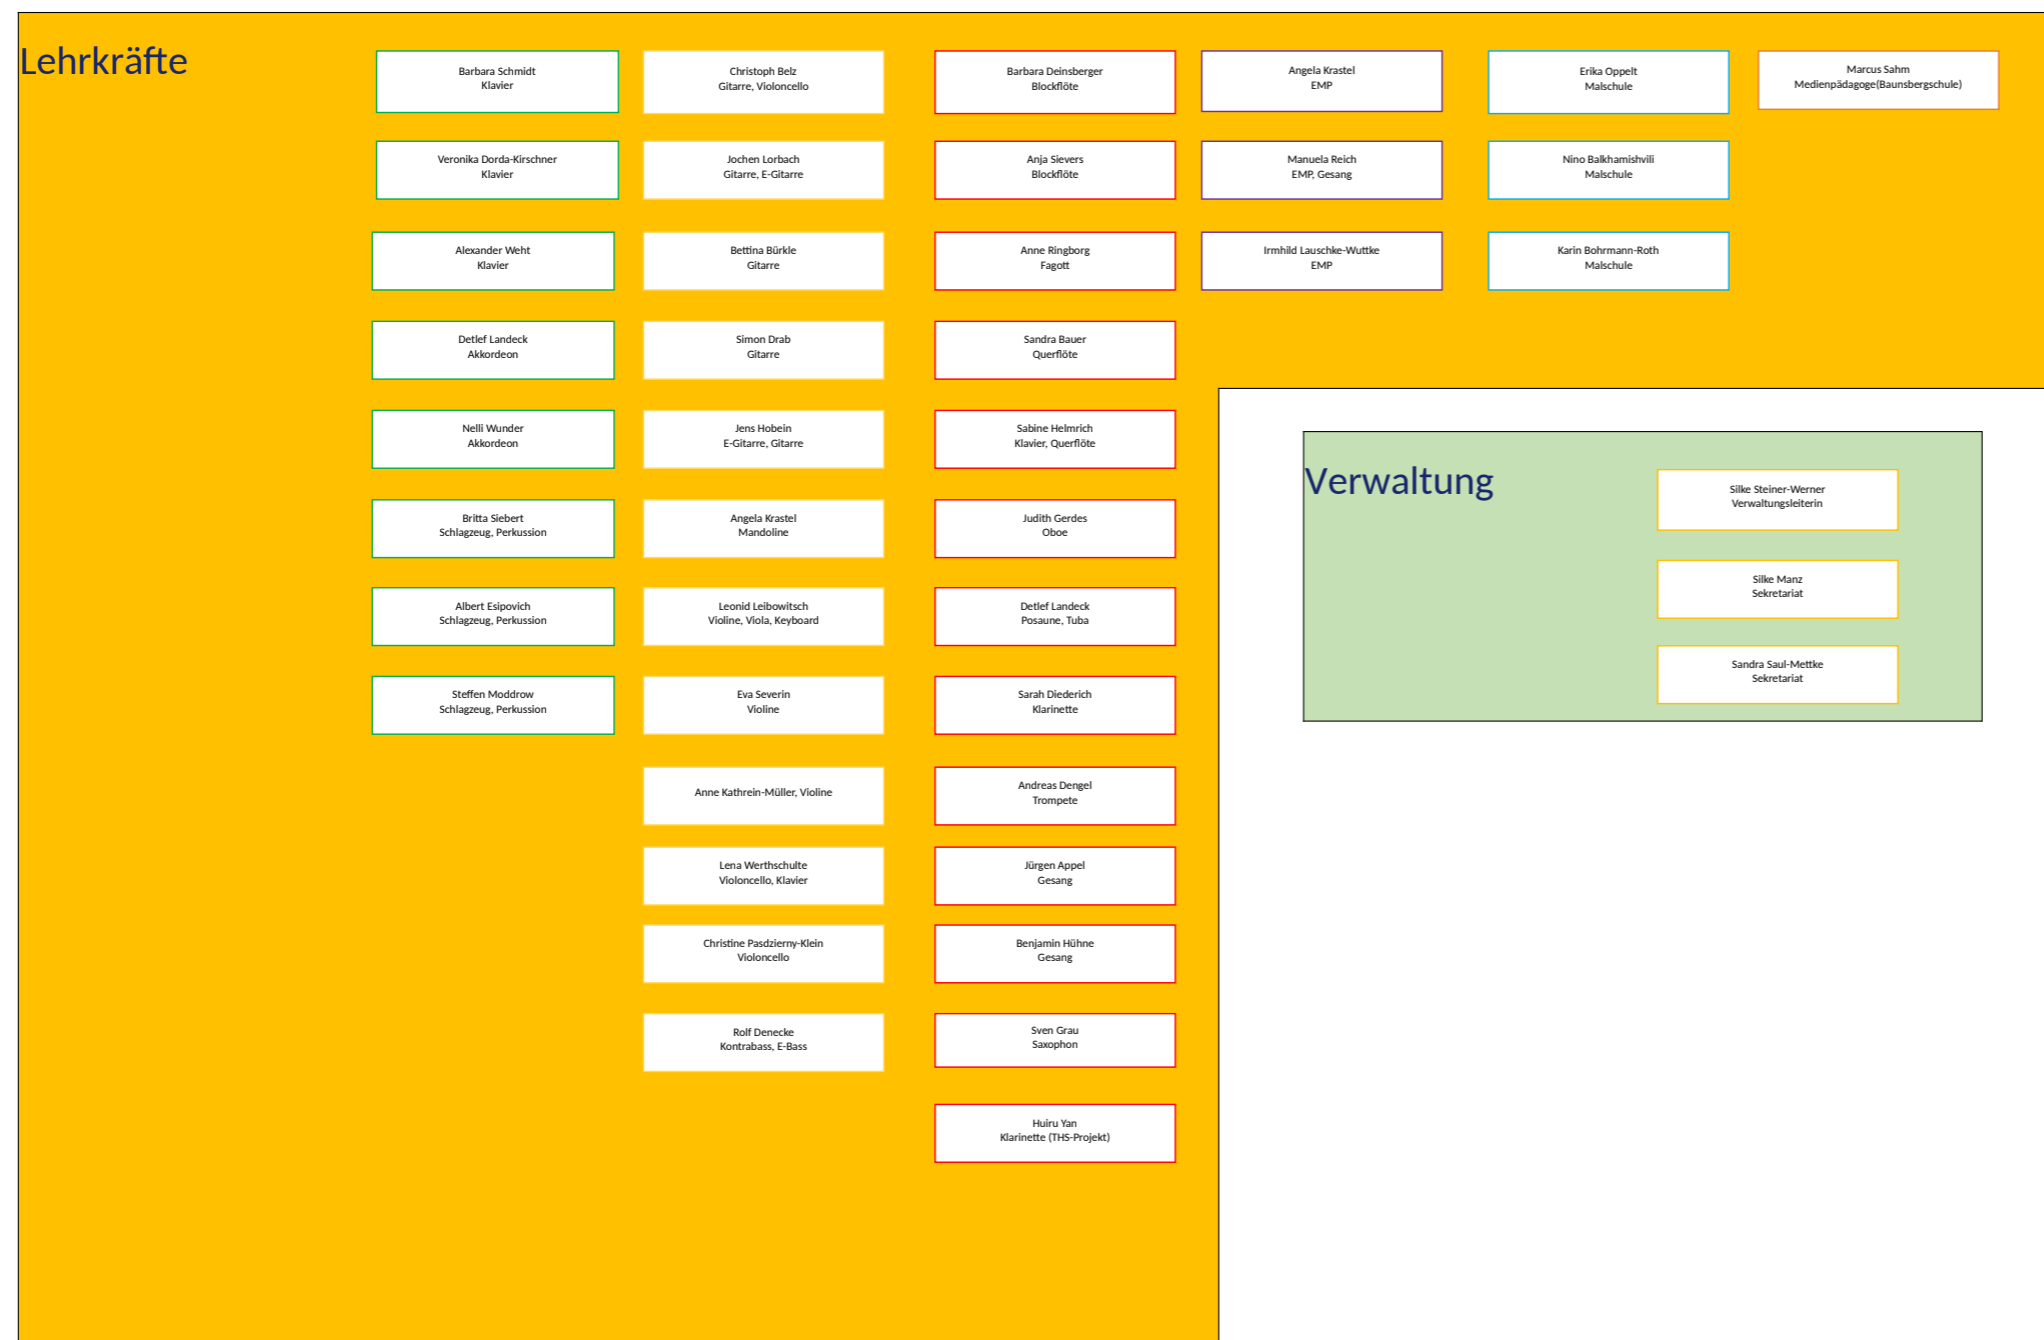 Lehrkräfte
Barbara Schmidt
Klavier
Veronika Dorda-Kirschner
Klavier
Alexander Weht
Klavier
Detlef Landeck
Akkordeon
Nelli Wunder
Akkordeon
Britta Siebert
Schlagzeug, Perkussion
Albert Esipovich
Schlagzeug, Perkussion
Steffen Moddrow
Schlagzeug, Perkussion
Christoph Belz
Gitarre, Violoncello
Jochen Lorbach
Gitarre, E-Gitarre
Bettina Bürkle
Gitarre
Simon Drab
Gitarre
Jens Hobein
E-Gitarre, Gitarre
Angela Krastel
Mandoline
Leonid Leibowitsch
Violine, Viola, Keyboard
Eva Severin
Violine
Anne Kathrein-Müller, Violine
Lena Werthschulte
Violoncello, Klavier
Christine Pasdzierny-Klein
Violoncello
Rolf Denecke
Kontrabass, E-Bass
Barbara Deinsberger
Blockflöte
Anja Sievers
Blockflöte
Anne Ringborg
Fagott
Sandra Bauer
Querflöte
Sabine Helmrich
Klavier, Querflöte
Judith Gerdes
Oboe
Detlef Landeck
Posaune, Tuba
Sarah Diederich
Klarinette
Andreas Dengel
Trompete
Jürgen Appel
Gesang
Benjamin Hühne
Gesang
Sven Grau
Saxophon
Huiru Yan
Klarinette (THS-Projekt)
Angela Krastel
EMP
Manuela Reich
EMP, Gesang
Irmhild Lauschke-Wuttke
EMP
Erika Oppelt
Malschule
Nino Balkhamishvili
Malschule
Karin Bohrmann-Roth
Malschule
Marcus Sahm
Medienpädagoge(Baunsbergschule)
Verwaltung
Silke Steiner-Werner
Verwaltungsleiterin
Silke Manz
Sekretariat
Sandra Saul-Mettke
Sekretariat